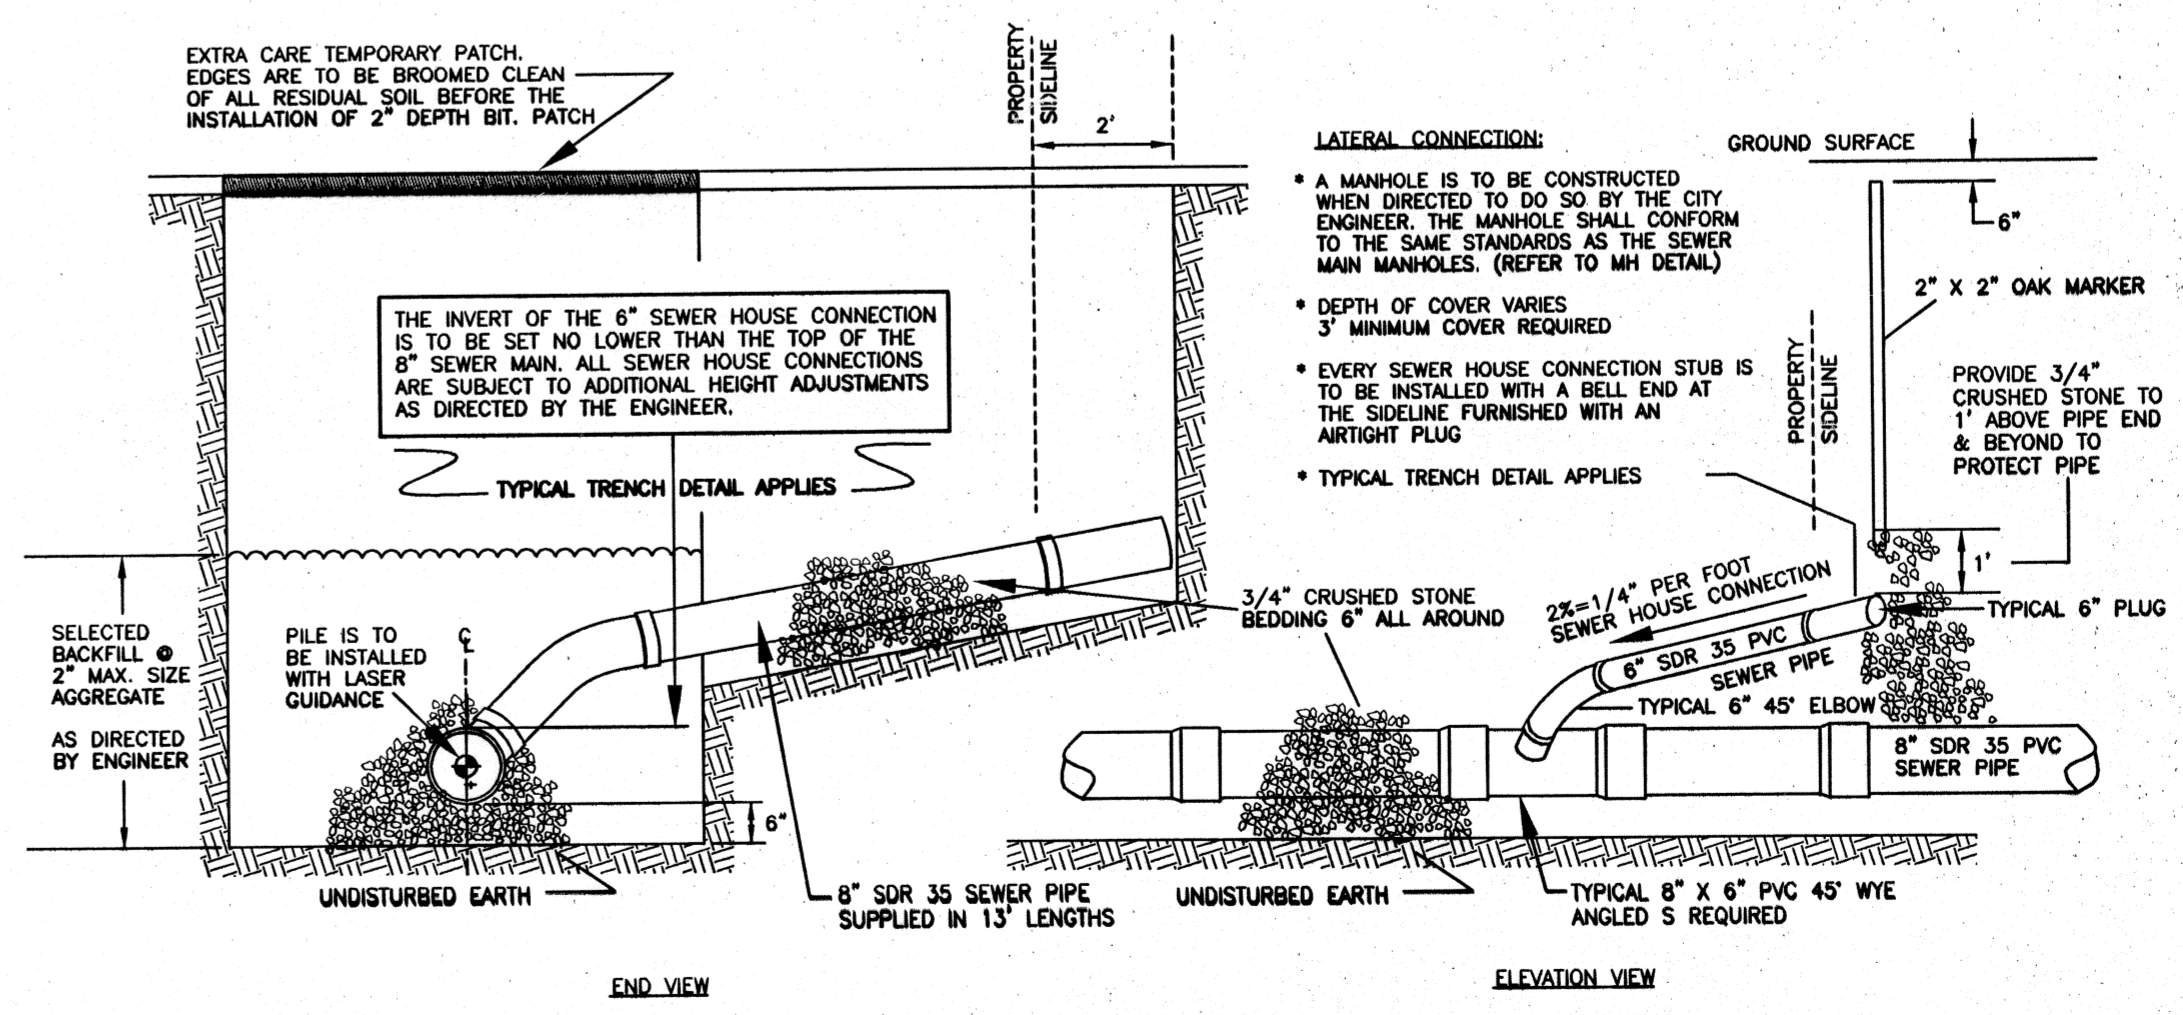 EXTRA CARE TEMPORARY PATCH.
EDGES ARE TO BE BROOMED CLEAN
OF ALL RESIDUAL SOIL BEFORE THE
INSTALLATION OF 2" DEPTH BIT. PATCH
PROPERTY
SIDELINE
2'
THE INVERT OF THE 6" SEWER HOUSE CONNECTION
IS TO BE SET NO LOWER THAN THE TOP OF THE
8" SEWER MAIN. ALL SEWER HOUSE CONNECTIONS
ARE SUBJECT TO ADDITIONAL HEIGHT ADJUSTMENTS
AS DIRECTED BY THE ENGINEER.
TYPICAL TRENCH DETAIL APPLIES
SELECTED
BACKFILL @
2" MAX. SIZE
AGGREGATE
AS DIRECTED
BY ENGINEER
PILE IS TO
BE INSTALLED
WITH LASER
GUIDANCE
CL
6"
UNDISTURBED EARTH
8" SDR 35 SEWER PIPE
SUPPLIED IN 13' LENGTHS
3/4" CRUSHED STONE
BEDDING 6" ALL AROUND
END VIEW
LATERAL CONNECTION:
* A MANHOLE IS TO BE CONSTRUCTED
WHEN DIRECTED TO DO SO BY THE CITY
ENGINEER. THE MANHOLE SHALL CONFORM
TO THE SAME STANDARDS AS THE SEWER
MAIN MANHOLES. (REFER TO MH DETAIL)
* DEPTH OF COVER VARIES
3' MINIMUM COVER REQUIRED
* EVERY SEWER HOUSE CONNECTION STUB IS
TO BE INSTALLED WITH A BELL END AT
THE SIDELINE FURNISHED WITH AN
AIRTIGHT PLUG
* TYPICAL TRENCH DETAIL APPLIES
GROUND SURFACE
6"
2" X 2" OAK MARKER
PROPERTY
SIDELINE
PROVIDE 3/4"
CRUSHED STONE TO
1' ABOVE PIPE END
& BEYOND TO
PROTECT PIPE
1'
2%=1/4" PER FOOT
SEWER HOUSE CONNECTION
TYPICAL 6" PLUG
6" SDR 35 PVC
SEWER PIPE
TYPICAL 6" 45° ELBOW
8" SDR 35 PVC
SEWER PIPE
UNDISTURBED EARTH
TYPICAL 8" X 6" PVC 45° WYE
ANGLED S REQUIRED
ELEVATION VIEW